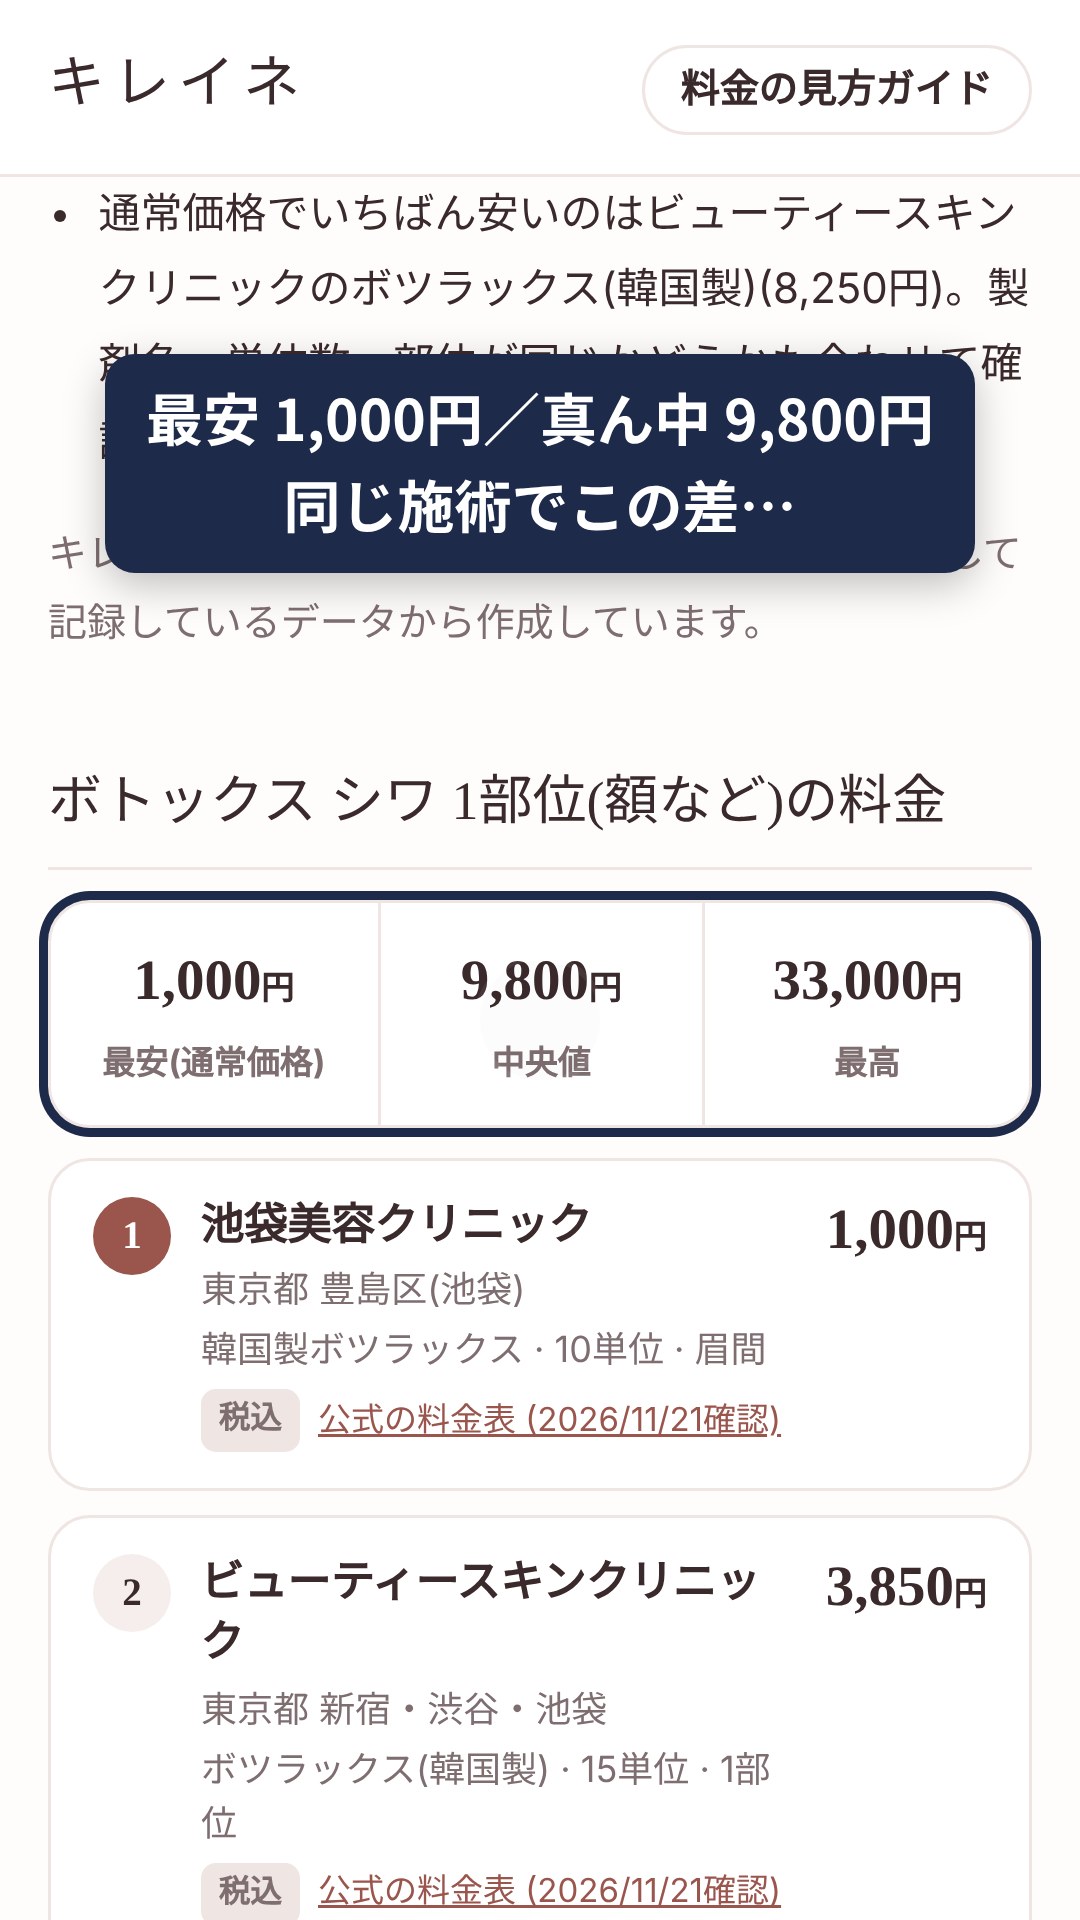 キレイネ
料金の見方ガイド
• 通常価格でいちばん安いのはビューティースキン
クリニックのボツラックス(韓国製)(8,250円)。製
て確
最安 1,000円／真ん中 9,800円
同じ施術でこの差…
キレ
して
記録しているデータから作成しています。
ボトックス シワ 1部位(額など)の料金
1,000円
最安(通常価格)
9,800円
中央値
33,000円
最高
1
池袋美容クリニック
1,000円
東京都 豊島区(池袋)
韓国製ボツラックス · 10単位 · 眉間
税込 公式の料金表 (2026/11/21確認)
2
ビューティースキンクリニッ
ク
3,850円
東京都 新宿・渋谷・池袋
ボツラックス(韓国製) · 15単位 · 1部
位
税込 公式の料金表 (2026/11/21確認)